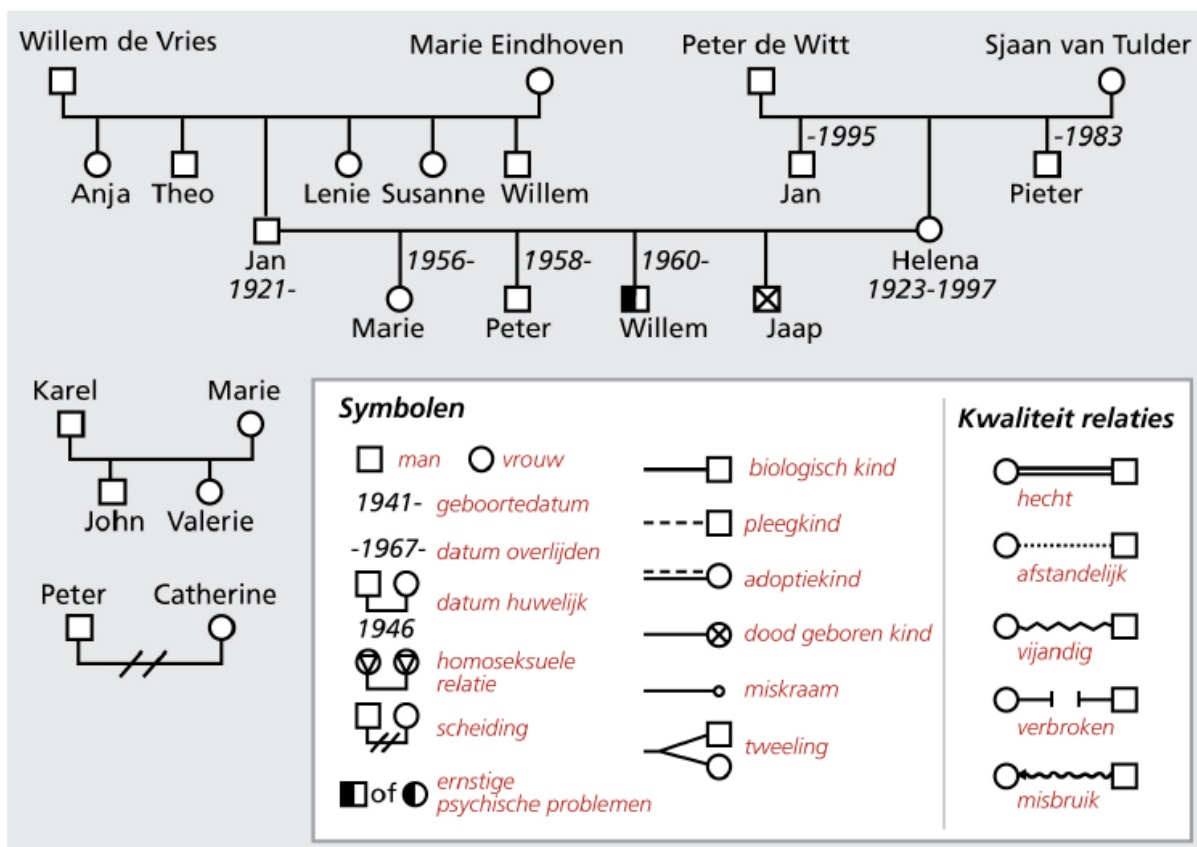 Willem de Vries
Marie Eindhoven
Peter de Witt
Sjaan van Tulder
-1995
-1983
Anja
Theo
Lenie
Susanne
Willem
Jan
Pieter
Jan
1921-
1956-
1958-
1960-
Helena
1923-1997
Marie
Peter
Willem
Jaap
Karel
Marie
John
Valerie
Peter
Catherine
Symbolen
man
vrouw
1941- geboortedatum
-1967- datum overlijden
datum huwelijk
1946
homoseksuele
relatie
scheiding
of
ernstige
psychische problemen
biologisch kind
pleegkind
adoptiekind
dood geboren kind
miskraam
tweeling
Kwaliteit relaties
hecht
afstandelijk
vijandig
verbroken
misbruik